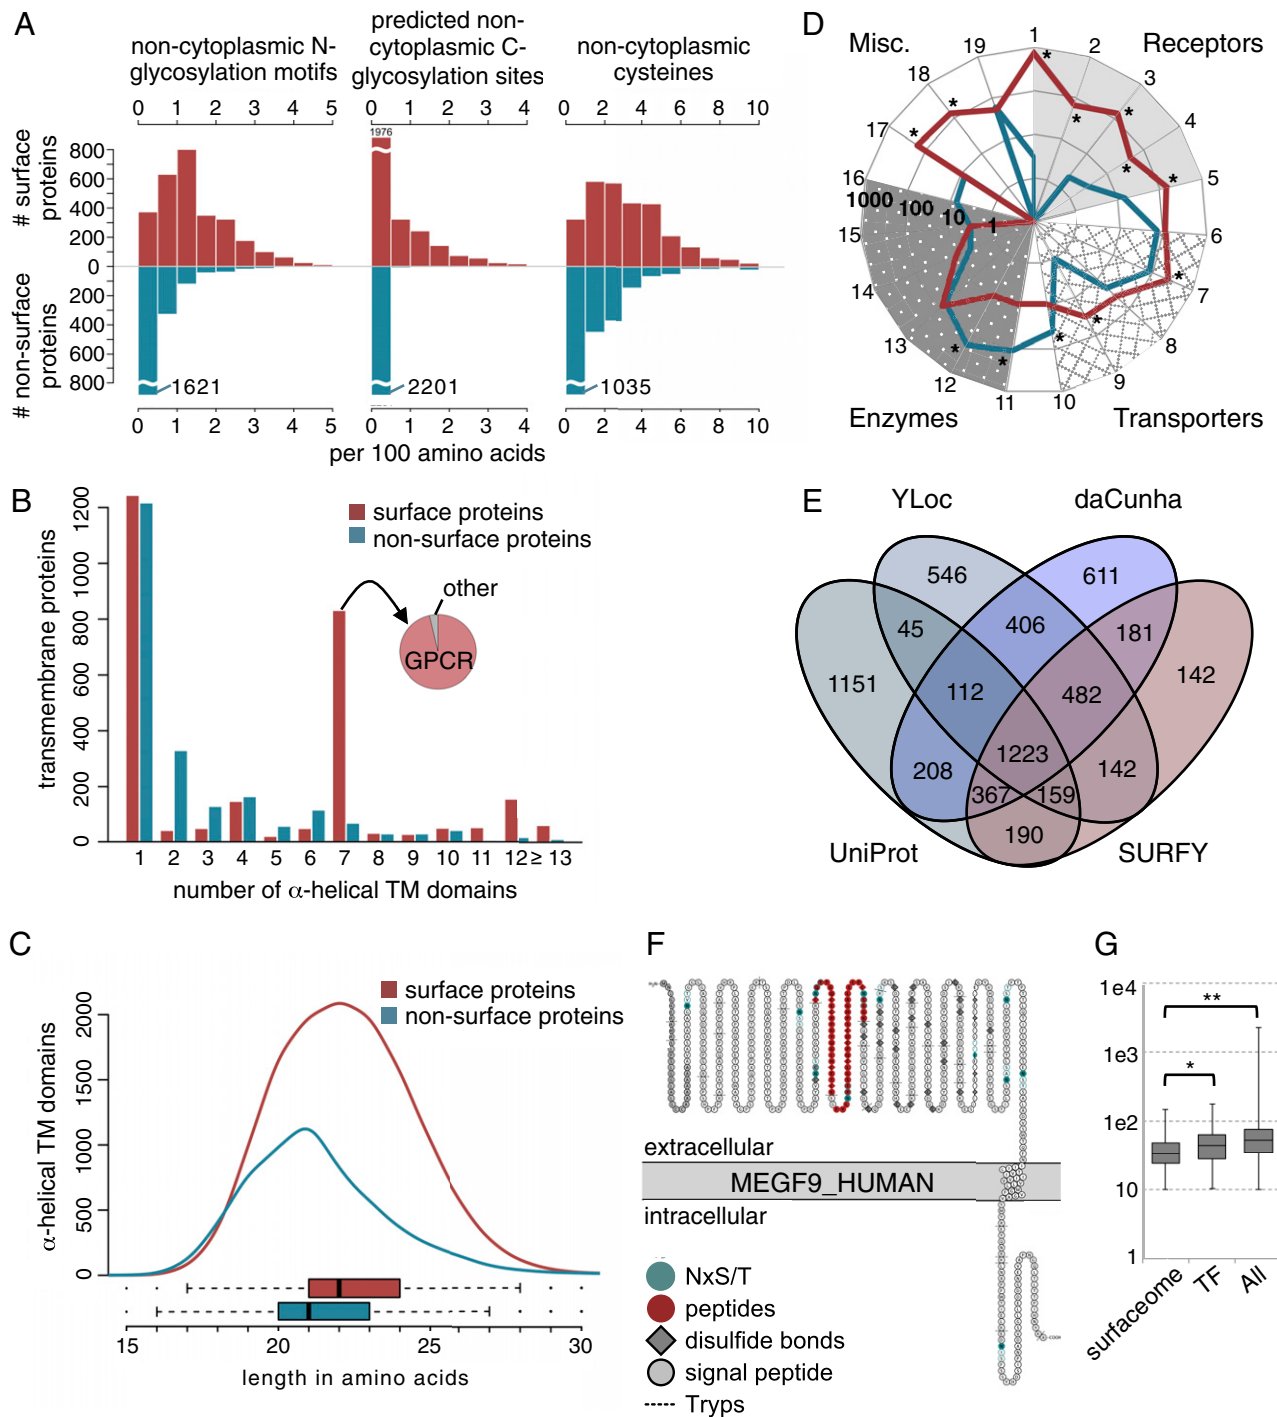 A
non-cytoplasmic N-
glycosylation motifs
predicted non-
cytoplasmic C-
glycosylation sites
non-cytoplasmic
cysteines
0 1 2 3 4 5
0 1 2 3 4
0 2 4 6 8 10
1976
# surface
proteins
800
600
400
200
0
# non-surface
proteins
200
400
600
800
1621
2201
1035
0 1 2 3 4 5
0 1 2 3 4
0 2 4 6 8 10
per 100 amino acids
B
transmembrane proteins
1200
1000
800
600
400
200
0
surface proteins
non-surface proteins
other
GPCR
1 2 3 4 5 6 7 8 9 10 11 12 ≥ 13
number of α-helical TM domains
C
α-helical TM domains
2000
1500
1000
500
0
surface proteins
non-surface proteins
15 20 25 30
length in amino acids
D
Misc.
Receptors
Enzymes
Transporters
1
2
3
4
5
6
7
8
9
10
11
12
13
14
15
16
17
18
19
1000 100 10 1
* * * * * * * * * * * *
E
YLoc
daCunha
UniProt
SURFY
546
611
45
406
181
1151
112
482
142
208
1223
142
367
159
190
F
extracellular
MEGF9_HUMAN
intracellular
NxS/T
peptides
disulfide bonds
signal peptide
Tryps
G
1e4
1e3
1e2
10
1
**
*
surfaceome
TF
All